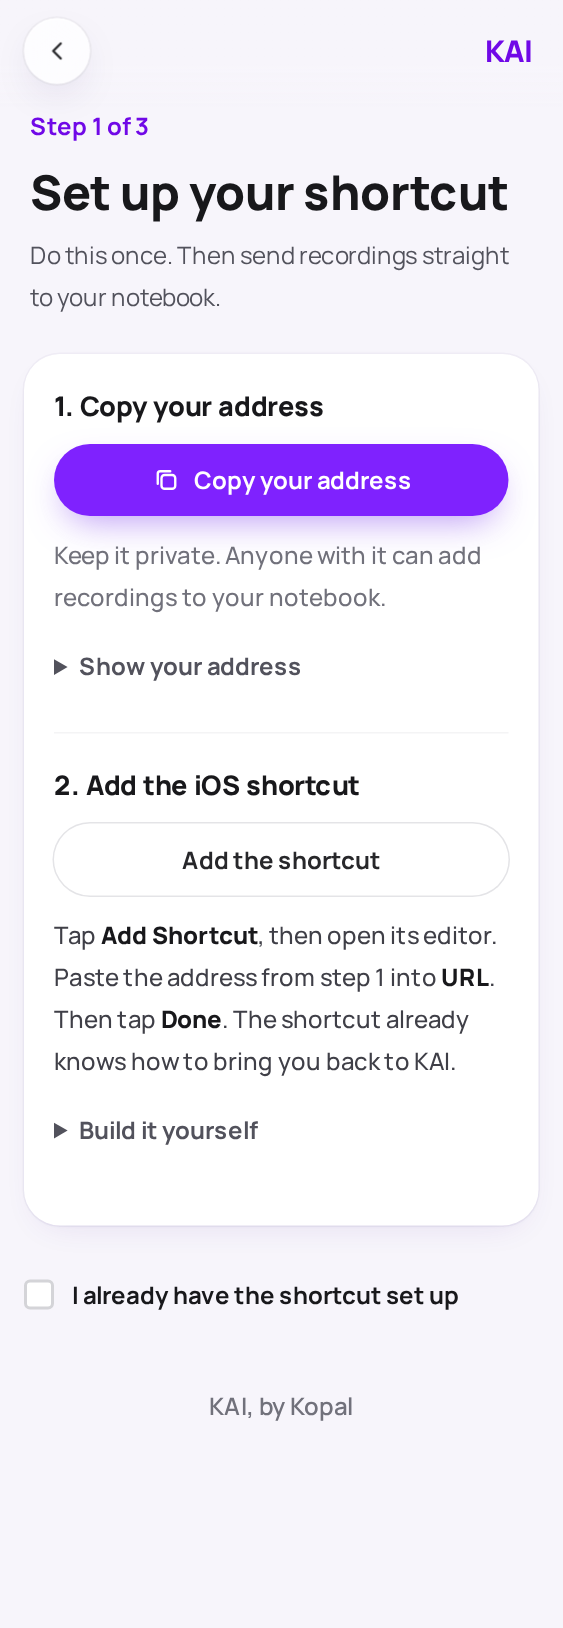 KAI
Step 1 of 3
Set up your shortcut
Do this once. Then send recordings straight
to your notebook.
1. Copy your address
Copy your address
Keep it private. Anyone with it can add
recordings to your notebook.
Show your address
2. Add the iOS shortcut
Add the shortcut
Tap Add Shortcut, then open its editor.
Paste the address from step 1 into URL.
Then tap Done. The shortcut already
knows how to bring you back to KAI.
Build it yourself
I already have the shortcut set up
KAI, by Kopal